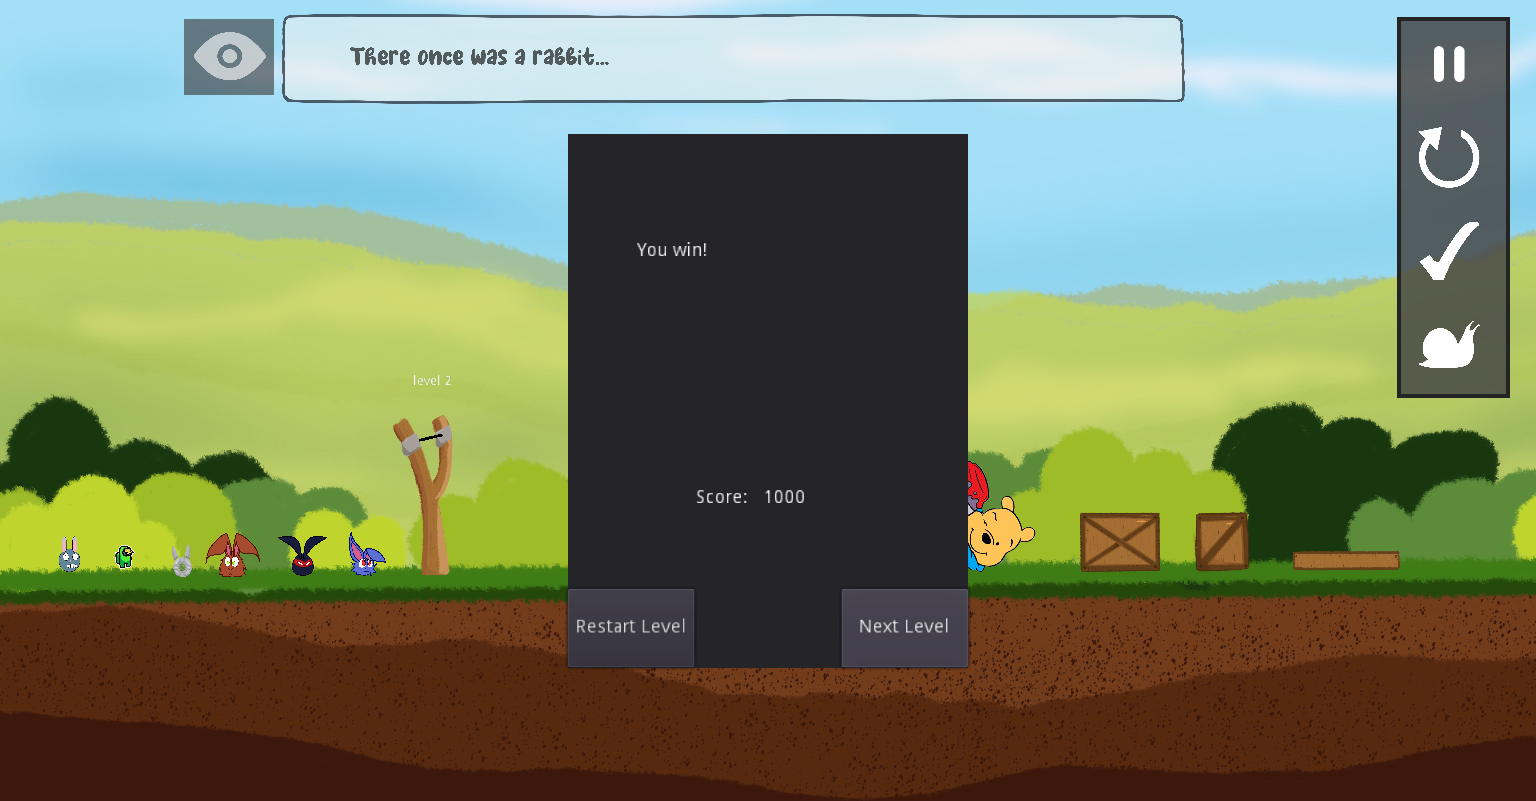 There once was a rabbit...
You win!
level 2
Score: 1000
Restart Level
Next Level